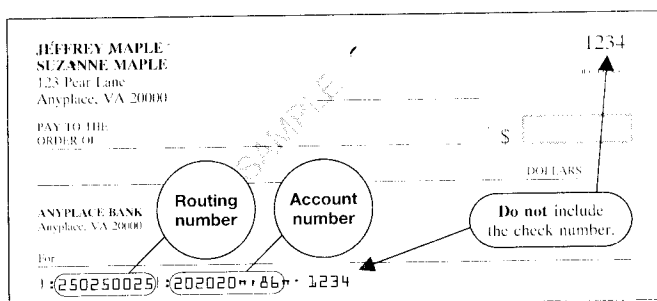 JEFFREY MAPLE
SUZANNE MAPLE
123 Pear Lane
Anyplace, VA 20000
1234
PAY TO THE
ORDER OF
$
DOLLARS
SAMPLE
ANYPLACE BANK
Anyplace, VA 20000
Routing
number
Account
number
Do not include
the check number.
For
250250025 202020 86 1234